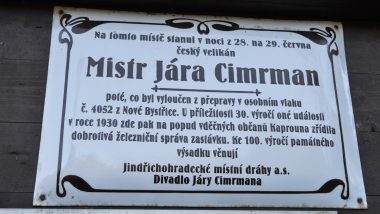 Na tomto místě stanul v noci z 28. na 29. června
český velikán
Mistr Jára Cimrman
poté, co byl vyloučen z přepravy v osobním vlaku
č. 4052 z Nové Bystřice. U příležitosti 30. výročí oné události
v roce 1930 zde pak na popud vděčných občanů Kaprouna zřídila
dobrotivá železniční správa zastávku. Ke 100. výročí památného
výsadku věnují
Jindřichohradecké místní dráhy a.s.
Divadlo Járy Cimrmana